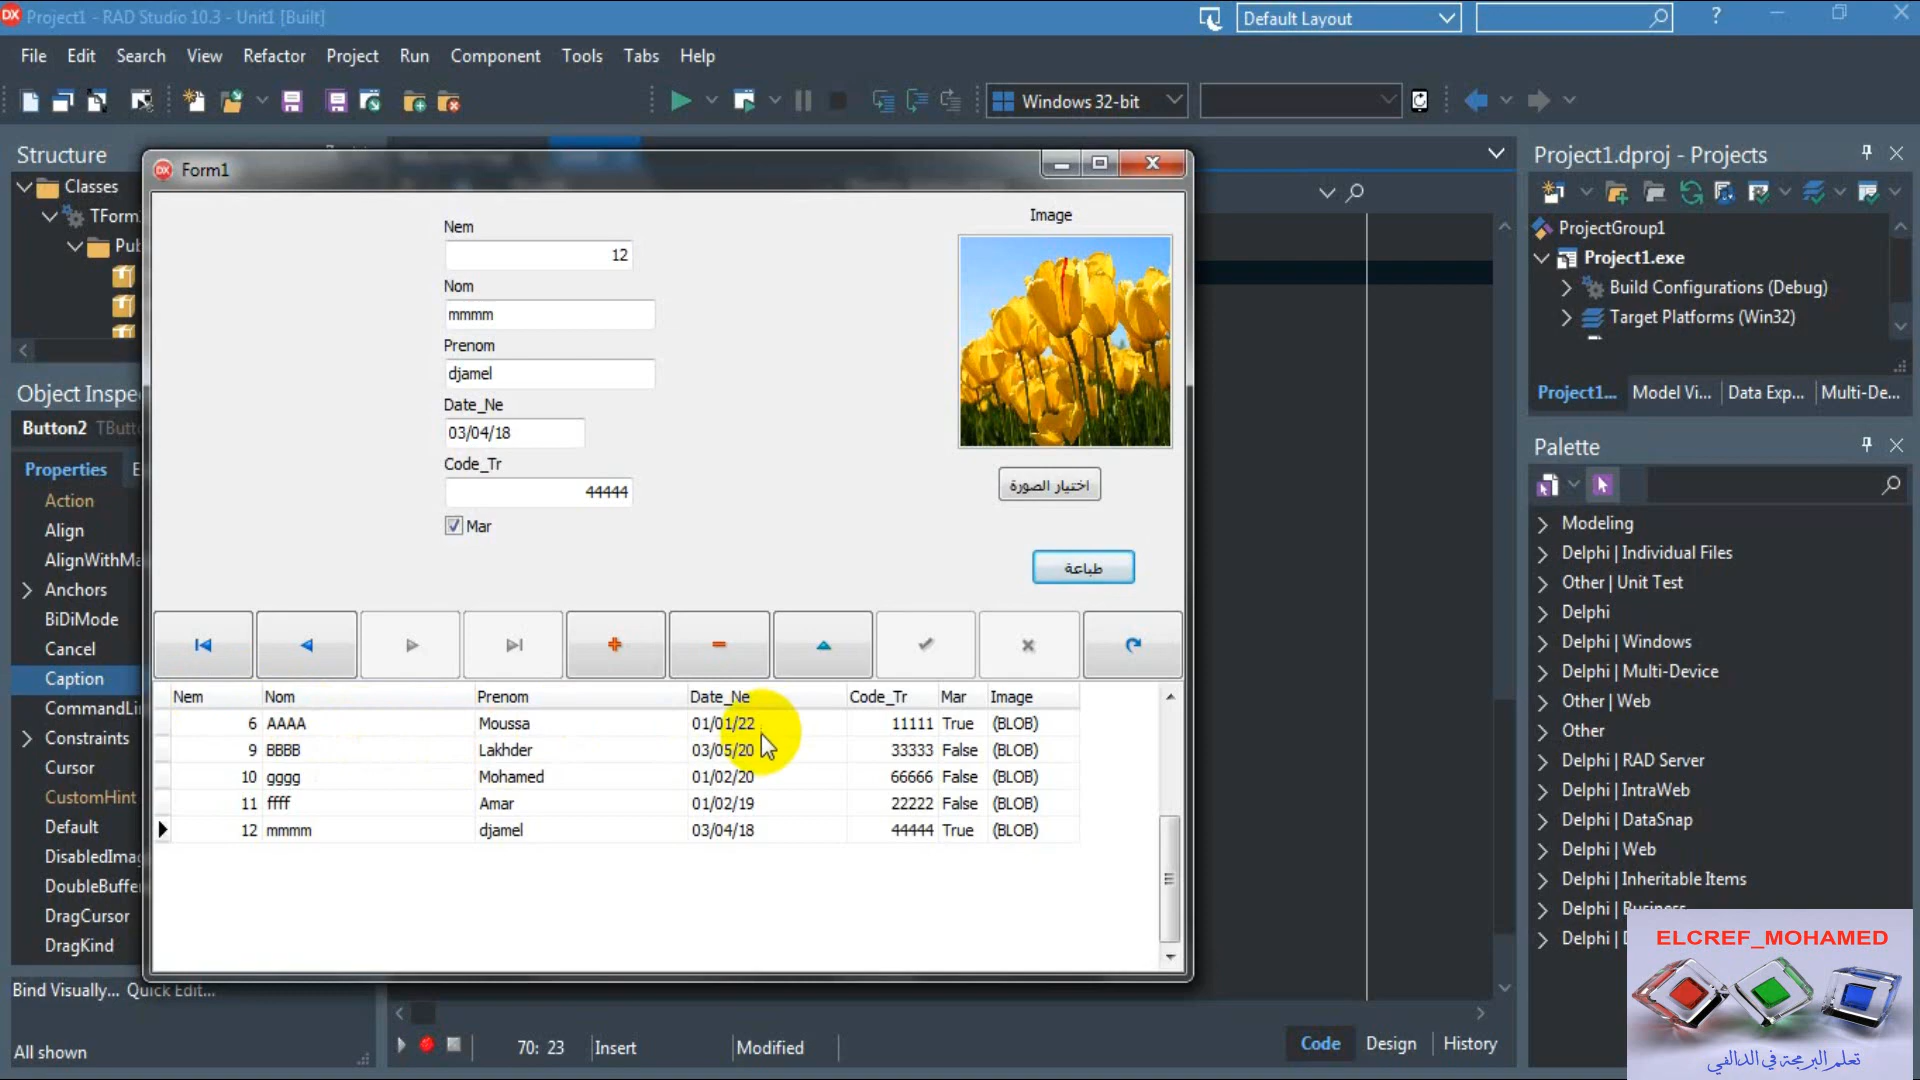 Project1 - RAD Studio 10.3 - Unit1 [Built]
Default Layout
?
File Edit Search View Refactor Project Run Component Tools Tabs Help
Windows 32-bit
Structure
Classes
TForm
Pub
Object Inspe
Button2 TButt
Properties E
Action
Align
AlignWithMa
Anchors
BiDiMode
Cancel
Caption
CommandLi
Constraints
Cursor
CustomHint
Default
DisabledImag
DoubleBuffe
DragCursor
DragKind
Bind Visually... Quick Edit...
All shown
Form1
Nem
12
Nom
mmmm
Prenom
djamel
Date_Ne
03/04/18
Code_Tr
44444
Mar
Image
اختيار الصورة
طباعة
Nem Nom Prenom Date_Ne Code_Tr Mar Image
6 AAAA Moussa 01/01/22 11111 True (BLOB)
9 BBBB Lakhder 03/05/20 33333 False (BLOB)
10 gggg Mohamed 01/02/20 66666 False (BLOB)
11 ffff Amar 01/02/19 22222 False (BLOB)
12 mmmm djamel 03/04/18 44444 True (BLOB)
70: 23 Insert Modified
Code Design History
Project1.dproj - Projects
ProjectGroup1
Project1.exe
Build Configurations (Debug)
Target Platforms (Win32)
Project1... Model Vi... Data Exp... Multi-De...
Palette
Modeling
Delphi | Individual Files
Other | Unit Test
Delphi
Delphi | Windows
Delphi | Multi-Device
Other | Web
Other
Delphi | RAD Server
Delphi | IntraWeb
Delphi | DataSnap
Delphi | Web
Delphi | Inheritable Items
Delphi | Business
Delphi |
ELCREF_MOHAMED
تعلم البرمجة في الدالفي